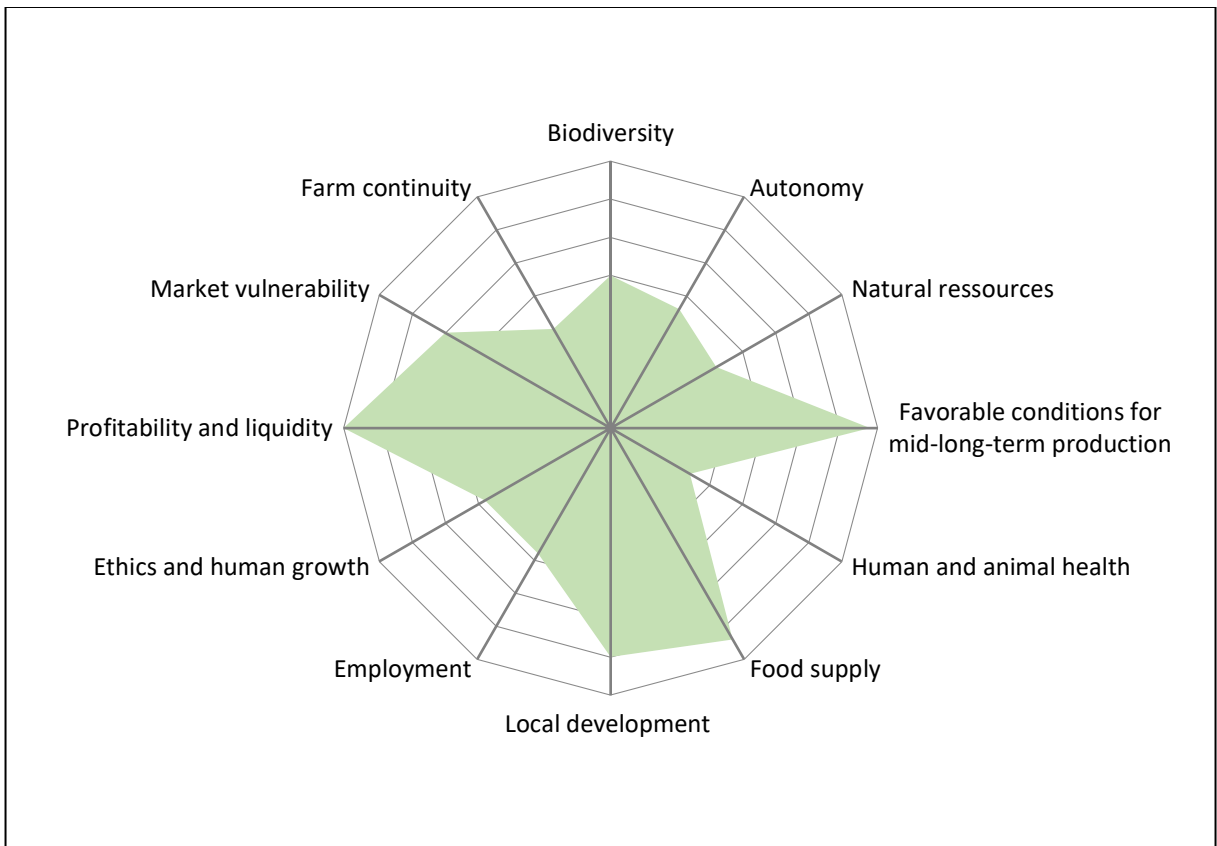 Biodiversity
Farm continuity
Autonomy
Market vulnerability
Natural ressources
Profitability and liquidity
Favorable conditions for
mid-long-term production
Ethics and human growth
Human and animal health
Employment
Food supply
Local development